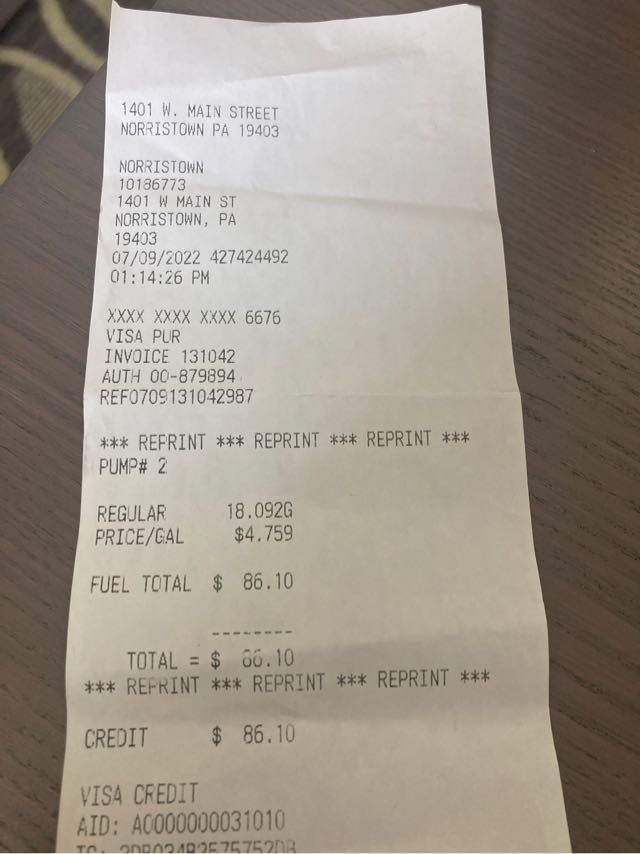 1401 W. MAIN STREET
NORRISTOWN PA 19403
NORRISTOWN
10186773
1401 W MAIN ST
NORRISTOWN, PA
19403
07/09/2022 427424492
01:14:26 PM
XXXX XXXX XXXX 6676
VISA PUR
INVOICE 131042
AUTH 00-879894
REF0709131042987
*** REPRINT *** REPRINT *** REPRINT ***
PUMP# 2
REGULAR 18.092G
PRICE/GAL $4.759
FUEL TOTAL $ 86.10
--------
TOTAL = $ 86.10
*** REPRINT *** REPRINT *** REPRINT ***
CREDIT $ 86.10
VISA CREDIT
AID: A0000000031010